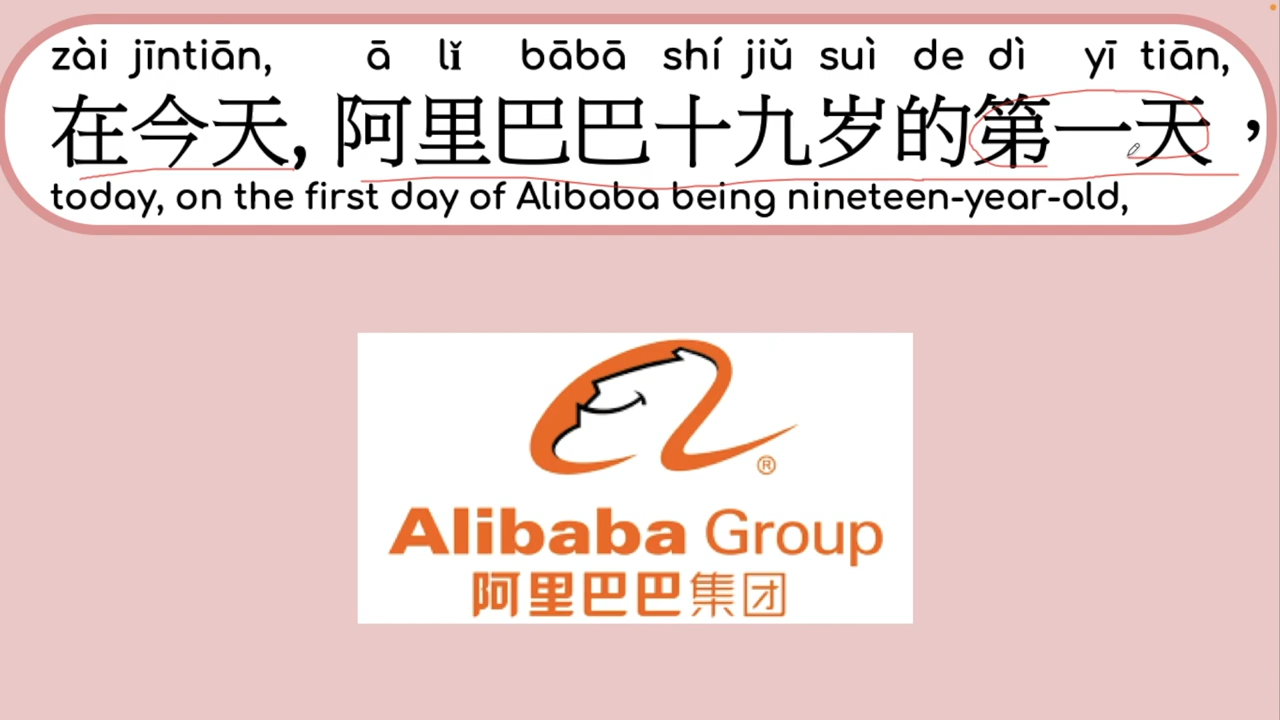 zài jīntiān, ā lǐ bābā shí jiǔ suì de dì yī tiān,
在今天, 阿里巴巴十九岁的第一天，
today, on the first day of Alibaba being nineteen-year-old,
®
Alibaba Group
阿里巴巴集团